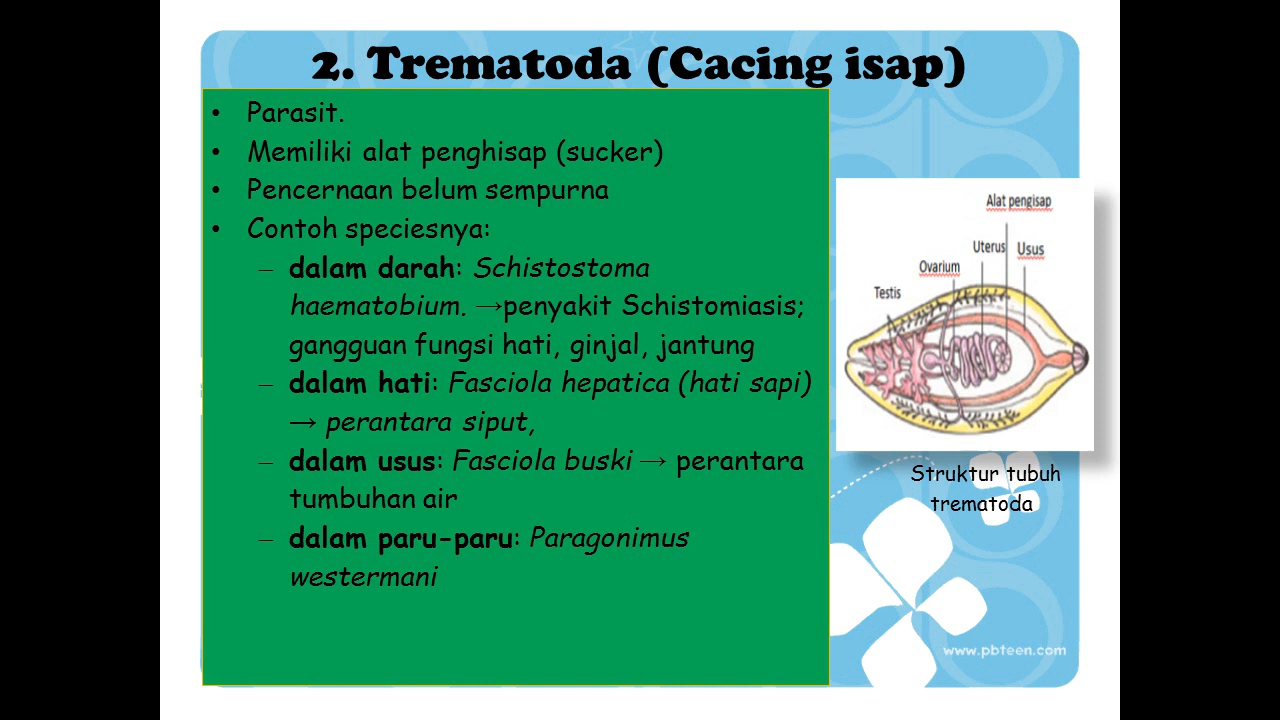 2. Trematoda (Cacing isap)
• Parasit.
• Memiliki alat penghisap (sucker)
• Pencernaan belum sempurna
• Contoh speciesnya:
– dalam darah: Schistostoma
haematobium. →penyakit Schistomiasis;
gangguan fungsi hati, ginjal, jantung
– dalam hati: Fasciola hepatica (hati sapi)
→ perantara siput,
– dalam usus: Fasciola buski → perantara
tumbuhan air
– dalam paru-paru: Paragonimus
westermani
Alat pengisap
Uterus
Usus
Ovarium
Testis
Struktur tubuh
trematoda
www.pbteen.com